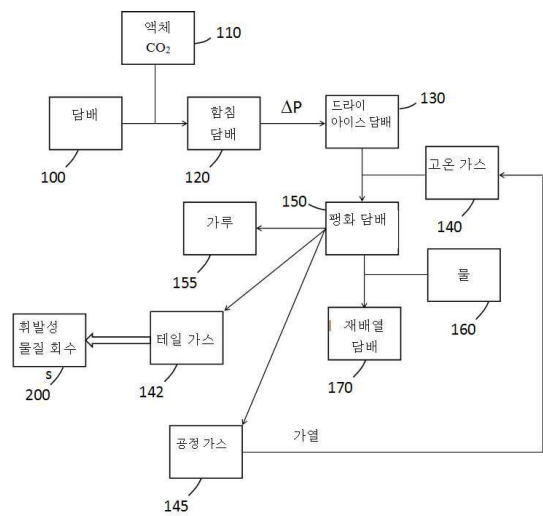 액체
CO₂
110
담배
100
함침
담배
120
ΔP
드라이
아이스 담배
130
고온 가스
140
150
팽화 담배
가루
155
물
160
재배열
담배
170
휘발성
물질 회수
s
200
테일 가스
142
공정 가스
145
가열